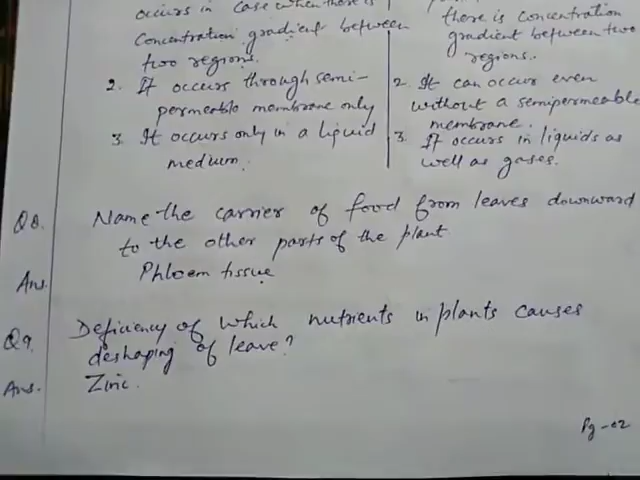 occurs in case when there is
Concentration gradient between
two regions.
2. It occurs through semi-
permeable membrane only
3. It occurs only in a liquid
medium.
there is concentration
gradient between two
regions..
2. It can occur even
without a semipermeable
membrane.
3. It occurs in liquids as
well as gases.
Q8. Name the carrier of food from leaves downward
to the other parts of the plant
Ans. Phloem tissue
Q9. Deficiency of which nutrients in plants causes
deshaping of leave?
Ans. Zinc.
Pg-02